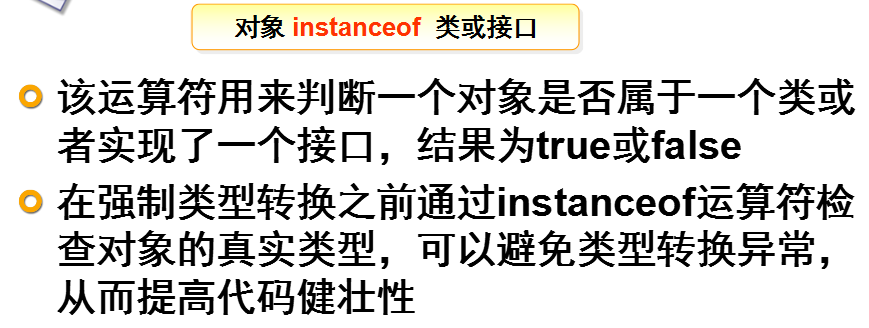 对象 instanceof 类或接口
该运算符用来判断一个对象是否属于一个类或
者实现了一个接口，结果为true或false
在强制类型转换之前通过instanceof运算符检
查对象的真实类型，可以避免类型转换异常，
从而提高代码健壮性